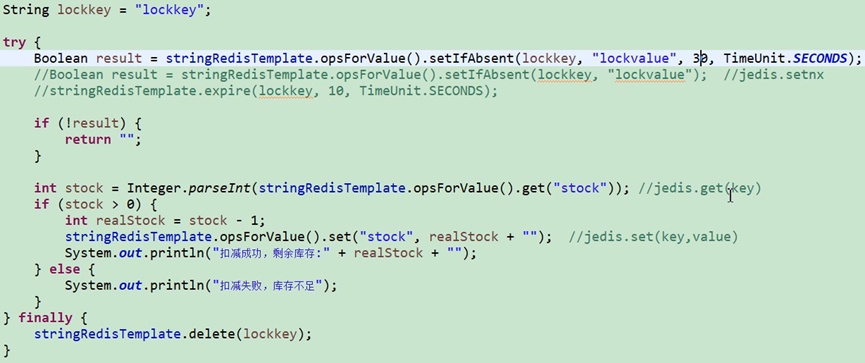 String lockkey = "lockkey";
try {
Boolean result = stringRedisTemplate.opsForValue().setIfAbsent(lockkey, "lockvalue", 30, TimeUnit.SECONDS);
//Boolean result = stringRedisTemplate.opsForValue().setIfAbsent(lockkey, "lockvalue");  //jedis.setnx
//stringRedisTemplate.expire(lockkey, 10, TimeUnit.SECONDS);
if (!result) {
return "";
}
int stock = Integer.parseInt(stringRedisTemplate.opsForValue().get("stock")); //jedis.get(key)
if (stock > 0) {
int realStock = stock - 1;
stringRedisTemplate.opsForValue().set("stock", realStock + "");  //jedis.set(key,value)
System.out.println("扣减成功，剩余库存:" + realStock + "");
} else {
System.out.println("扣减失败，库存不足");
}
} finally {
stringRedisTemplate.delete(lockkey);
}